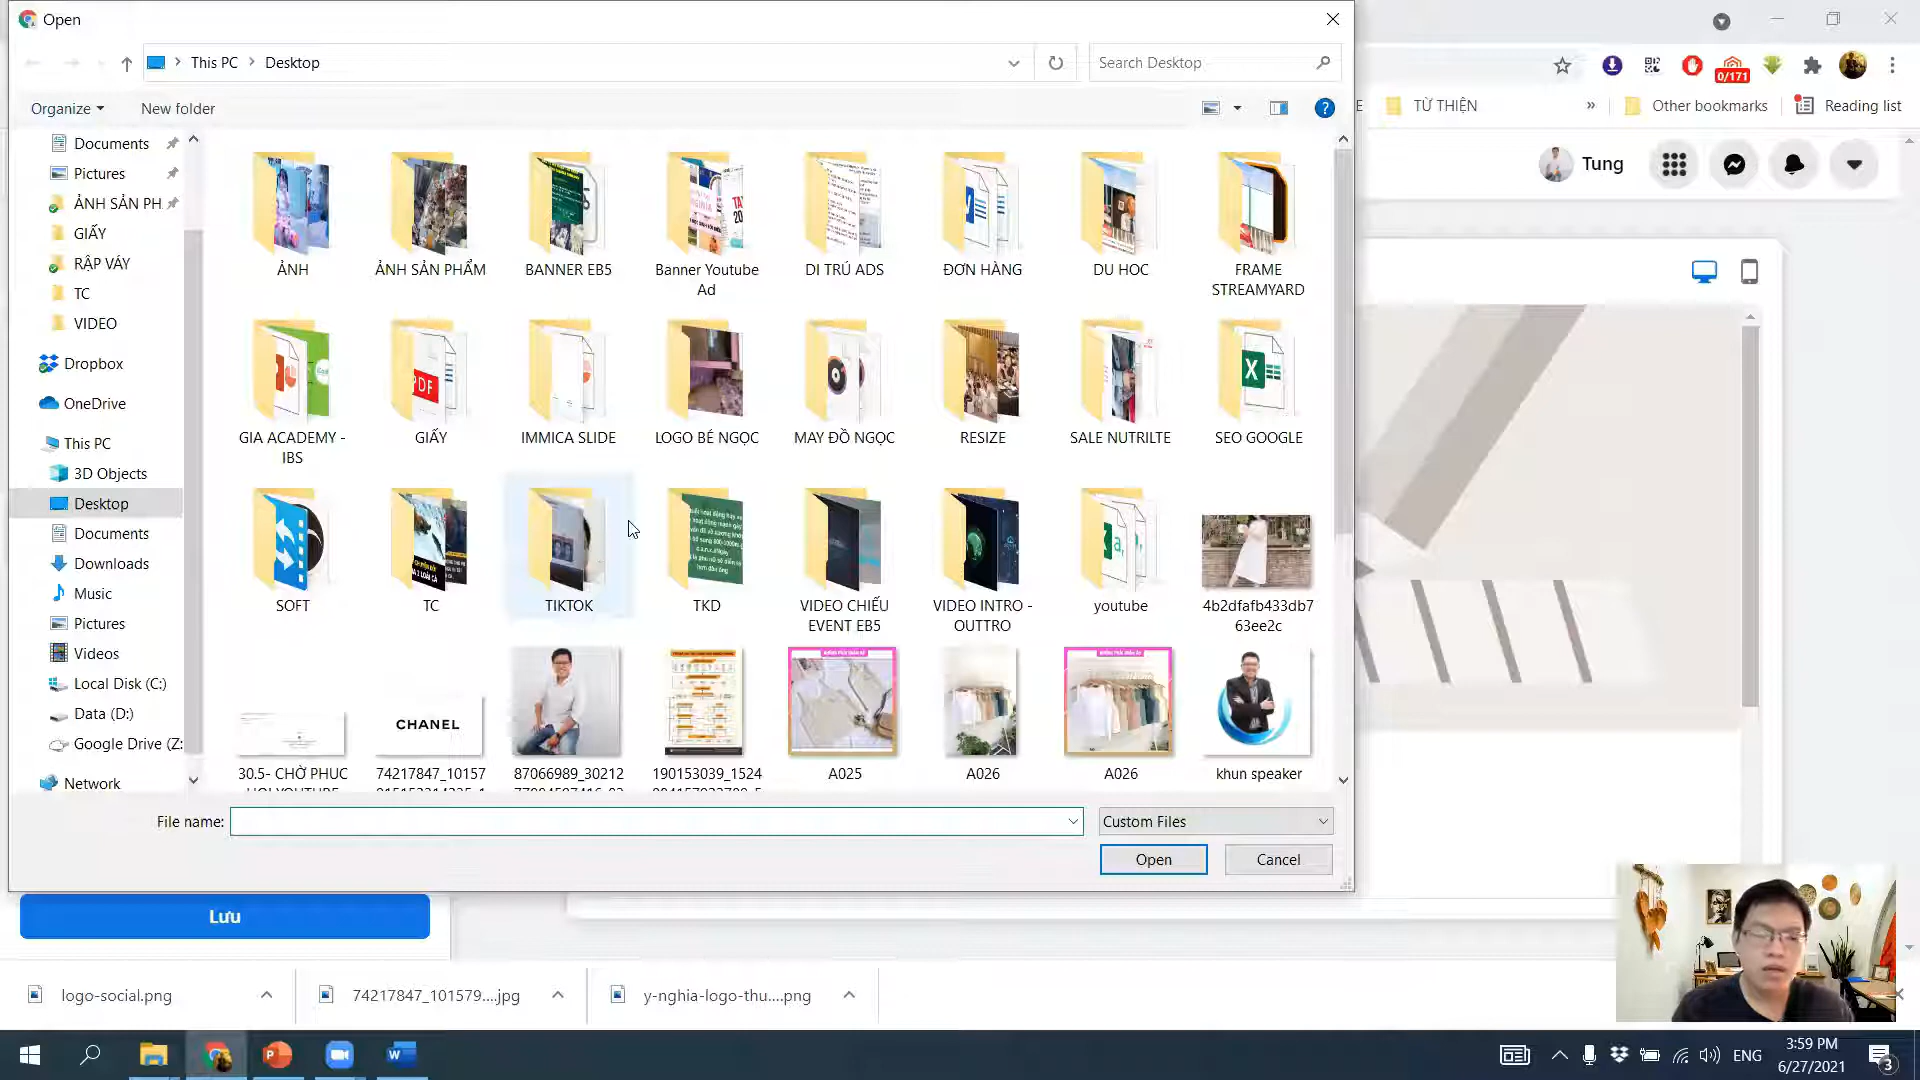 Open
This PC
Desktop
Search Desktop
Organize
New folder
?
0/171
E
TỪ THIỆN
»
Other bookmarks
Reading list
Tung
Documents
Pictures
ẢNH SẢN PH
GIẤY
RẬP VÁY
TC
VIDEO
Dropbox
OneDrive
This PC
3D Objects
Desktop
Documents
Downloads
Music
Pictures
Videos
Local Disk (C:)
Data (D:)
Google Drive (Z:
Network
ẢNH
ẢNH SẢN PHẨM
BANNER EB5
Banner Youtube
Ad
DI TRÚ ADS
ĐƠN HÀNG
DU HOC
FRAME
STREAMYARD
GIA ACADEMY -
IBS
GIẤY
IMMICA SLIDE
LOGO BÉ NGỌC
MAY ĐỒ NGỌC
RESIZE
SALE NUTRILTE
SEO GOOGLE
PDF
SOFT
TC
TIKTOK
TKD
VIDEO CHIẾU
EVENT EB5
VIDEO INTRO -
OUTTRO
youtube
4b2dfafb433db7
63ee2c
CHANEL
30.5- CHỜ PHUC
74217847_10157
87066989_30212
190153039_1524
A025
A026
A026
khun speaker
File name:
Custom Files
Open
Cancel
Lưu
logo-social.png
74217847_101579....jpg
y-nghia-logo-thu....png
ENG
3:59 PM
6/27/2021
3